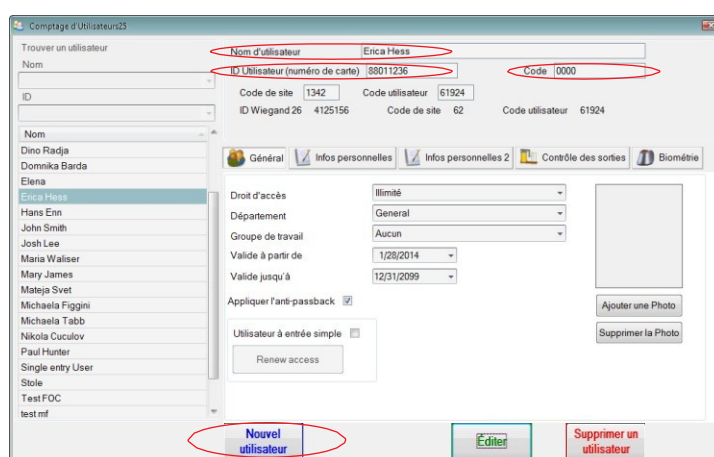 Comptage d'Utilisateurs25
Trouver un utilisateur
Nom
ID
Nom
Dino Radja
Domnika Barda
Elena
Erica Hess
Hans Enn
John Smith
Josh Lee
Maria Waliser
Mary James
Mateja Svet
Michaela Figgini
Michaela Tabb
Nikola Cuculov
Paul Hunter
Single entry User
Stole
Test FOC
test mf
Nom d'utilisateur Erica Hess
ID Utilisateur (numéro de carte) 88011236 Code 0000
Code de site 1342 Code utilisateur 61924
ID Wiegand 26 4125156 Code de site 62 Code utilisateur 61924
Général Infos personnelles Infos personnelles 2 Contrôle des sorties Biométrie
Droit d'accès Illimité
Département General
Groupe de travail Aucun
Valide à partir de 1/28/2014
Valide jusqu'à 12/31/2099
Appliquer l'anti-passback
Utilisateur à entrée simple
Renew access
Ajouter une Photo
Supprimer la Photo
Nouvel
utilisateur
Éditer
Supprimer un
utilisateur